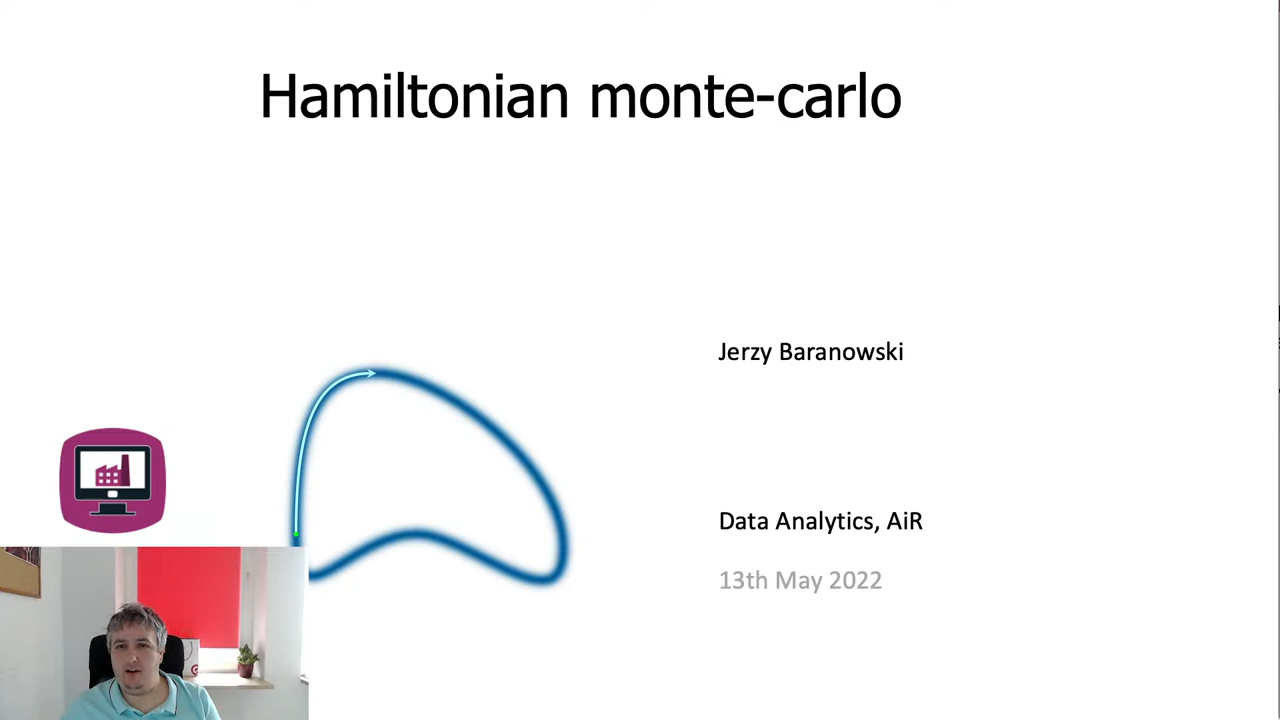 Hamiltonian monte-carlo
Jerzy Baranowski
Data Analytics, AiR
13th May 2022